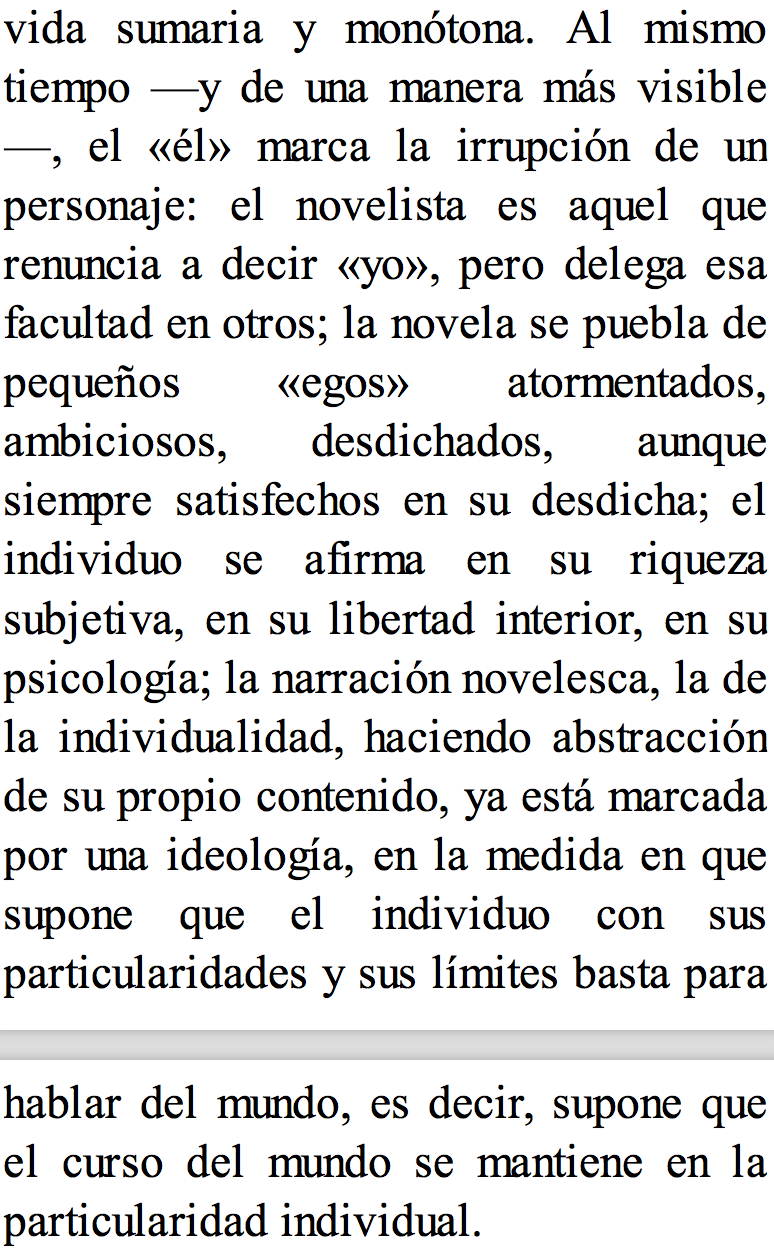 vida sumaria y monótona. Al mismo
tiempo —y de una manera más visible
—, el «él» marca la irrupción de un
personaje: el novelista es aquel que
renuncia a decir «yo», pero delega esa
facultad en otros; la novela se puebla de
pequeños «egos» atormentados,
ambiciosos, desdichados, aunque
siempre satisfechos en su desdicha; el
individuo se afirma en su riqueza
subjetiva, en su libertad interior, en su
psicología; la narración novelesca, la de
la individualidad, haciendo abstracción
de su propio contenido, ya está marcada
por una ideología, en la medida en que
supone que el individuo con sus
particularidades y sus límites basta para
hablar del mundo, es decir, supone que
el curso del mundo se mantiene en la
particularidad individual.